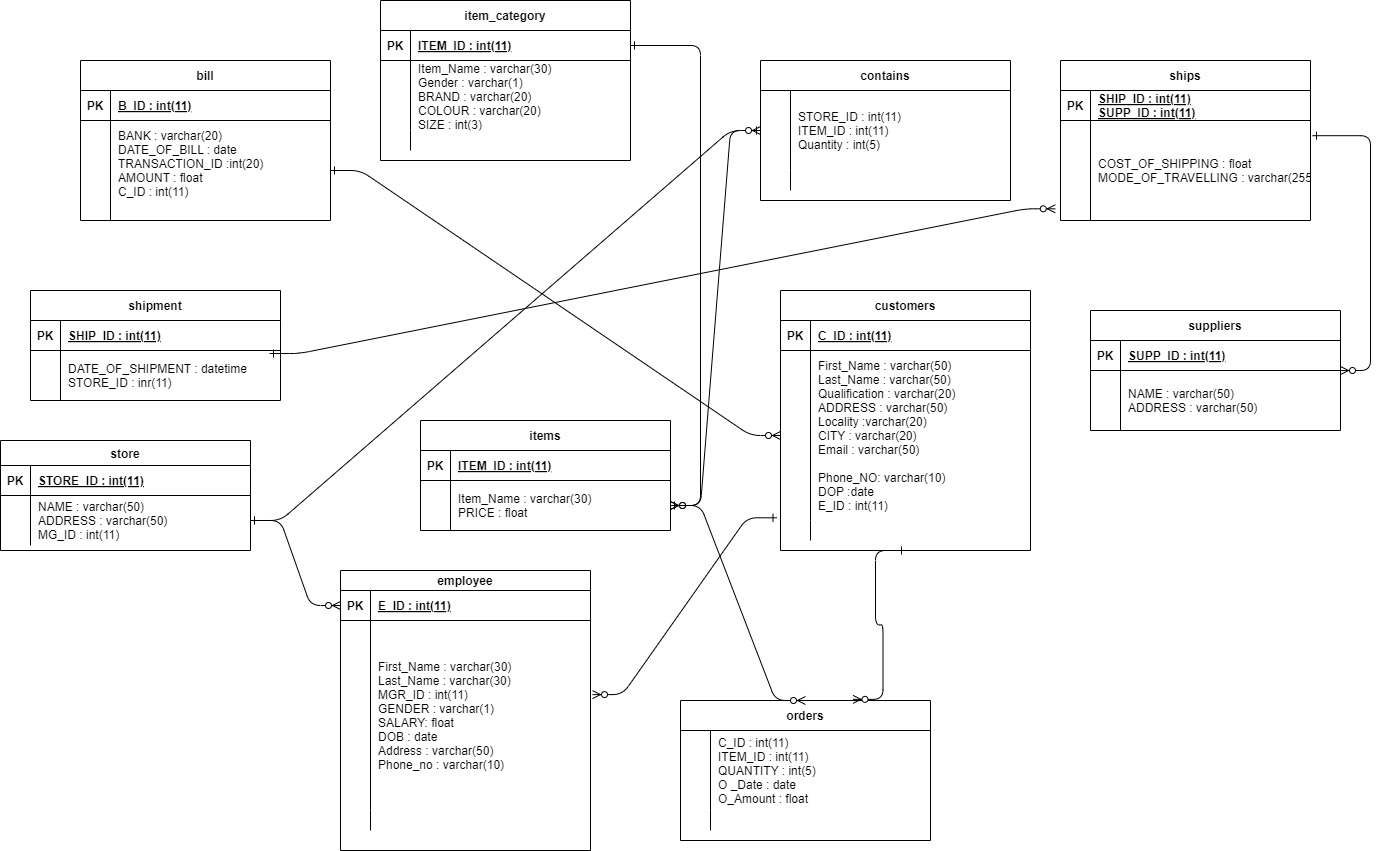 item_category
PK ITEM_ID : int(11)
Item_Name : varchar(30)
Gender : varchar(1)
BRAND : varchar(20)
COLOUR : varchar(20)
SIZE : int(3)
bill
PK B_ID : int(11)
BANK : varchar(20)
DATE_OF_BILL : date
TRANSACTION_ID :int(20)
AMOUNT : float
C_ID : int(11)
contains
STORE_ID : int(11)
ITEM_ID : int(11)
Quantity : int(5)
ships
PK SHIP_ID : int(11)
SUPP_ID : int(11)
COST_OF_SHIPPING : float
MODE_OF_TRAVELLING : varchar(255
shipment
PK SHIP_ID : int(11)
DATE_OF_SHIPMENT : datetime
STORE_ID : inr(11)
customers
PK C_ID : int(11)
First_Name : varchar(50)
Last_Name : varchar(50)
Qualification : varchar(20)
ADDRESS : varchar(50)
Locality :varchar(20)
CITY : varchar(20)
Email : varchar(50)
Phone_NO: varchar(10)
DOP :date
E_ID : int(11)
suppliers
PK SUPP_ID : int(11)
NAME : varchar(50)
ADDRESS : varchar(50)
store
PK STORE_ID : int(11)
NAME : varchar(50)
ADDRESS : varchar(50)
MG_ID : int(11)
items
PK ITEM_ID : int(11)
Item_Name : varchar(30)
PRICE : float
employee
PK E_ID : int(11)
First_Name : varchar(30)
Last_Name : varchar(30)
MGR_ID : int(11)
GENDER : varchar(1)
SALARY: float
DOB : date
Address : varchar(50)
Phone_no : varchar(10)
orders
C_ID : int(11)
ITEM_ID : int(11)
QUANTITY : int(5)
O _Date : date
O_Amount : float